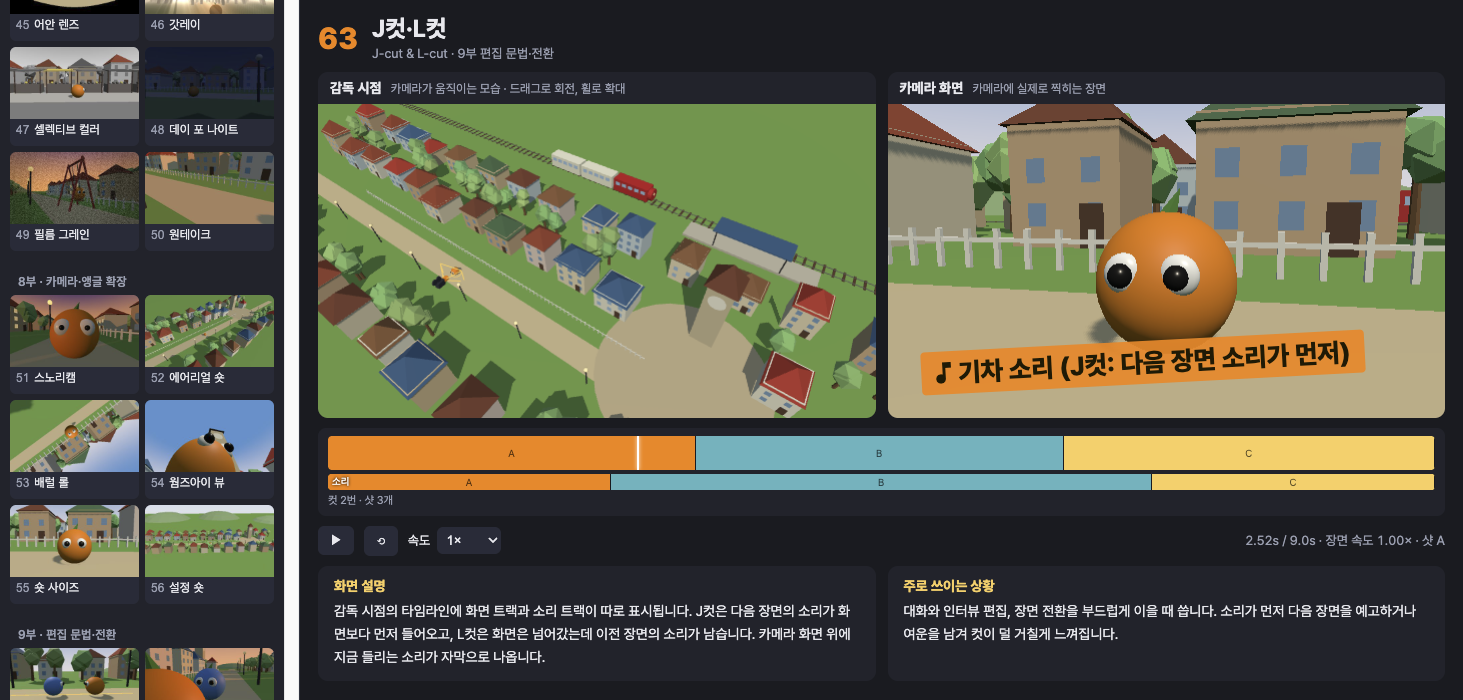 45 어안 렌즈
46 갓레이
47 셀렉티브 컬러
48 데이 포 나이트
49 필름 그레인
50 원테이크
8부 · 카메라·앵글 확장
51 스노리캠
52 에어리얼 숏
53 배럴 롤
54 웜즈아이 뷰
55 숏 사이즈
56 설정 숏
9부 · 편집 문법·전환
63 J컷·L컷
J-cut & L-cut · 9부 편집 문법·전환
감독 시점 카메라가 움직이는 모습 · 드래그로 회전, 휠로 확대
카메라 화면 카메라에 실제로 찍히는 장면
♪ 기차 소리 (J컷: 다음 장면 소리가 먼저)
A B C
소리 A B C
컷 2번 · 샷 3개
속도 1×
2.52s / 9.0s · 장면 속도 1.00× · 샷 A
화면 설명
감독 시점의 타임라인에 화면 트랙과 소리 트랙이 따로 표시됩니다. J컷은 다음 장면의 소리가 화
면보다 먼저 들어오고, L컷은 화면은 넘어갔는데 이전 장면의 소리가 남습니다. 카메라 화면 위에
지금 들리는 소리가 자막으로 나옵니다.
주로 쓰이는 상황
대화와 인터뷰 편집, 장면 전환을 부드럽게 이을 때 씁니다. 소리가 먼저 다음 장면을 예고하거나
여운을 남겨 컷이 덜 거칠게 느껴집니다.